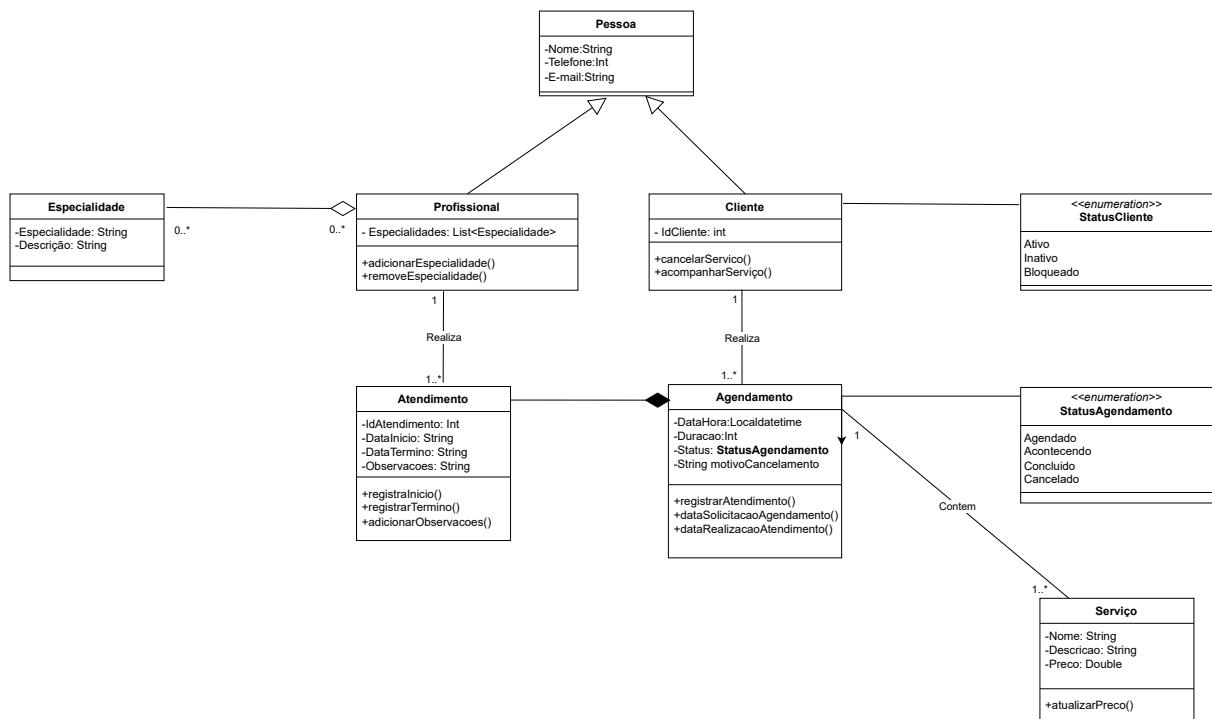 Pessoa
-Nome:String
-Telefone:Int
-E-mail:String
Especialidade
-Especialidade: String
-Descrição: String
0..*
0..*
Profissional
- Especialidades: List<Especialidade>
+adicionarEspecialidade()
+removeEspecialidade()
Cliente
- IdCliente: int
+cancelarServico()
+acompanharServiço()
<<enumeration>>
StatusCliente
Ativo
Inativo
Bloqueado
1
Realiza
1..*
1
Realiza
1..*
Atendimento
-IdAtendimento: Int
-DataInicio: String
-DataTermino: String
-Observacoes: String
+registraInicio()
+registrarTermino()
+adicionarObservacoes()
Agendamento
-DataHora:Localdatetime
-Duracao:Int
-Status: StatusAgendamento
-String motivoCancelamento
+registrarAtendimento()
+dataSolicitacaoAgendamento()
+dataRealizacaoAtendimento()
<<enumeration>>
StatusAgendamento
Agendado
Acontecendo
Concluido
Cancelado
1
Contem
1..*
Serviço
-Nome: String
-Descricao: String
-Preco: Double
+atualizarPreco()